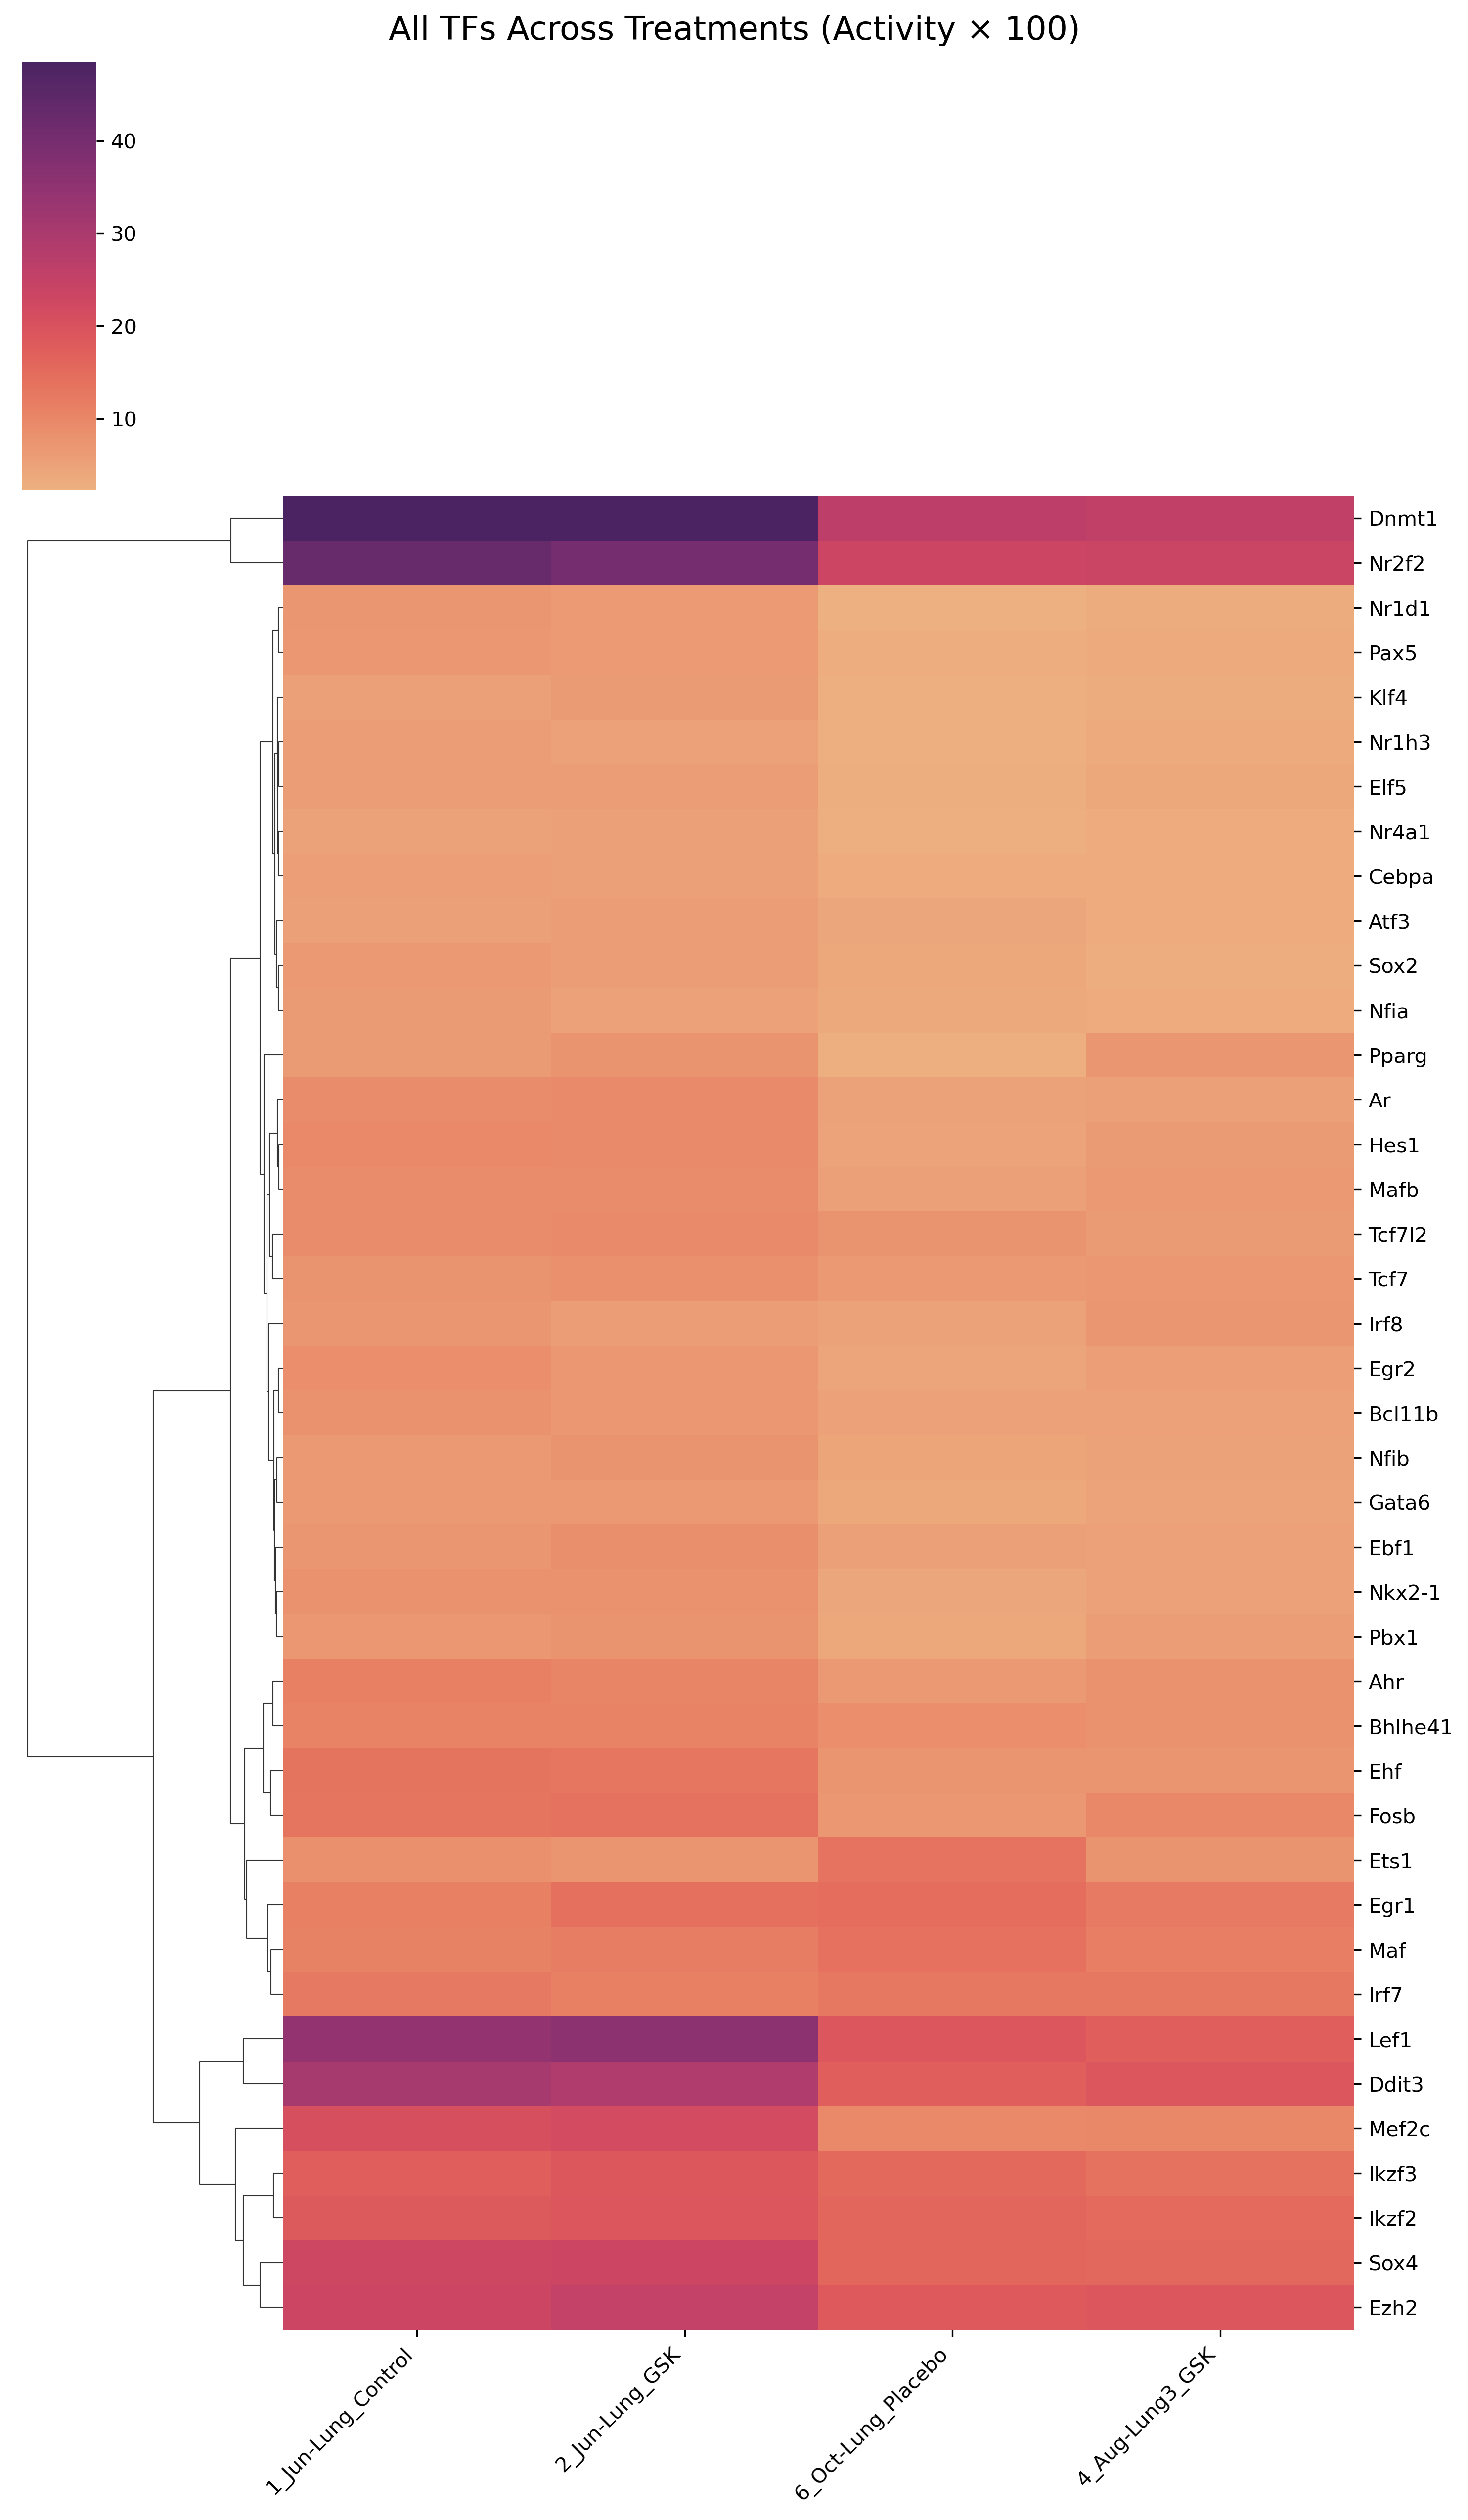 All TFs Across Treatments (Activity × 100)
40
30
20
10
Dnmt1
Nr2f2
Nr1d1
Pax5
Klf4
Nr1h3
Elf5
Nr4a1
Cebpa
Atf3
Sox2
Nfia
Pparg
Ar
Hes1
Mafb
Tcf7l2
Tcf7
Irf8
Egr2
Bcl11b
Nfib
Gata6
Ebf1
Nkx2-1
Pbx1
Ahr
Bhlhe41
Ehf
Fosb
Ets1
Egr1
Maf
Irf7
Lef1
Ddit3
Mef2c
Ikzf3
Ikzf2
Sox4
Ezh2
1_Jun-Lung_Control
2_Jun-Lung_GSK
6_Oct-Lung_Placebo
4_Aug-Lung3_GSK